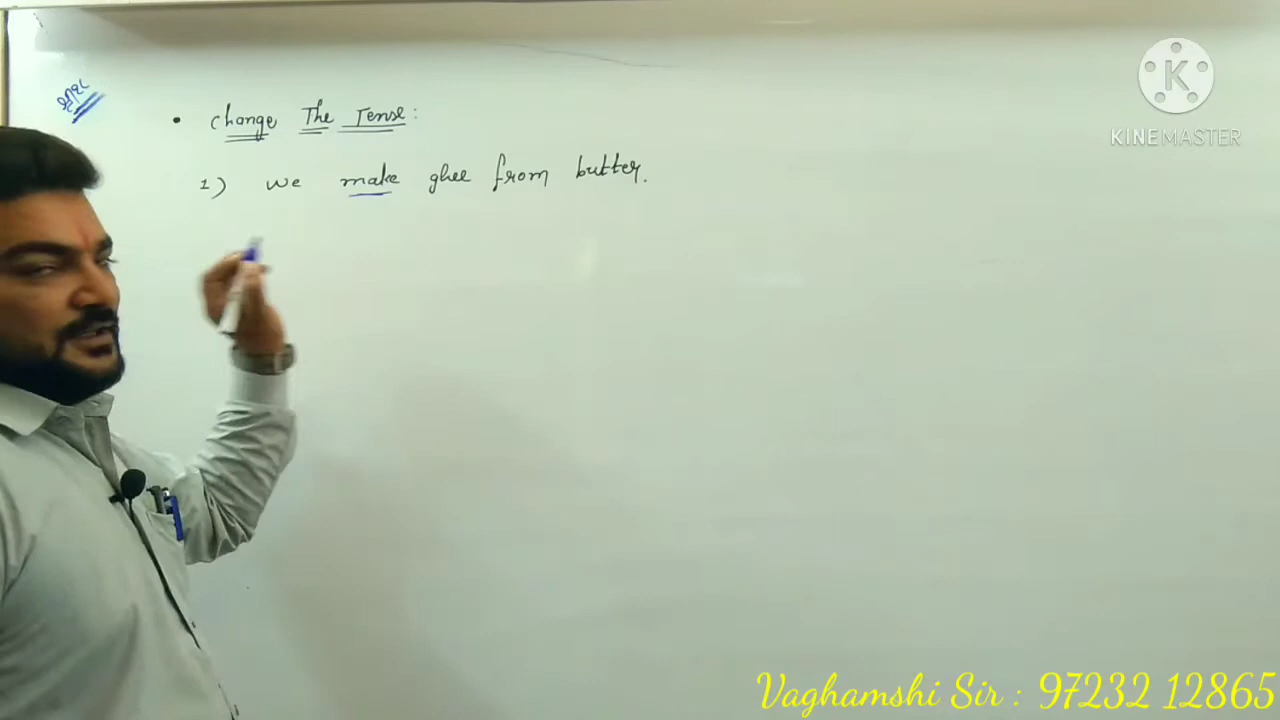 • Change The Tense :
1) we make ghee from butter.
KINEMASTER
Vaghamshi Sir : 97232 12865